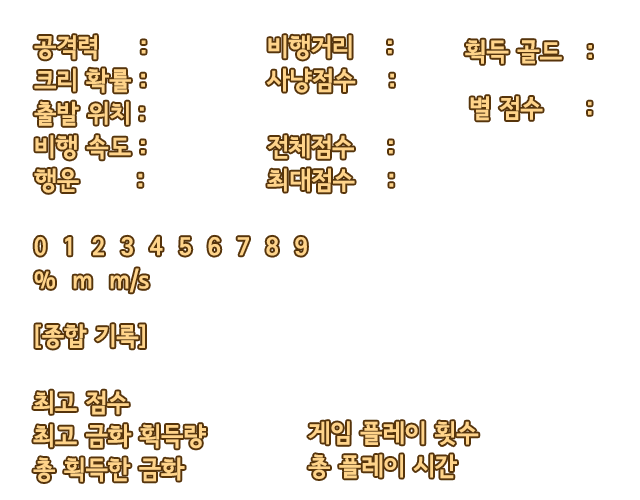 공격력 :
크리 확률 :
출발 위치 :
비행 속도 :
행운 :
비행거리 :
사냥점수 :
전체점수 :
최대점수 :
획득 골드 :
별 점수 :
0 1 2 3 4 5 6 7 8 9
% m m/s
[종합 기록]
최고 점수
최고 금화 획득량
총 획득한 금화
게임 플레이 횟수
총 플레이 시간